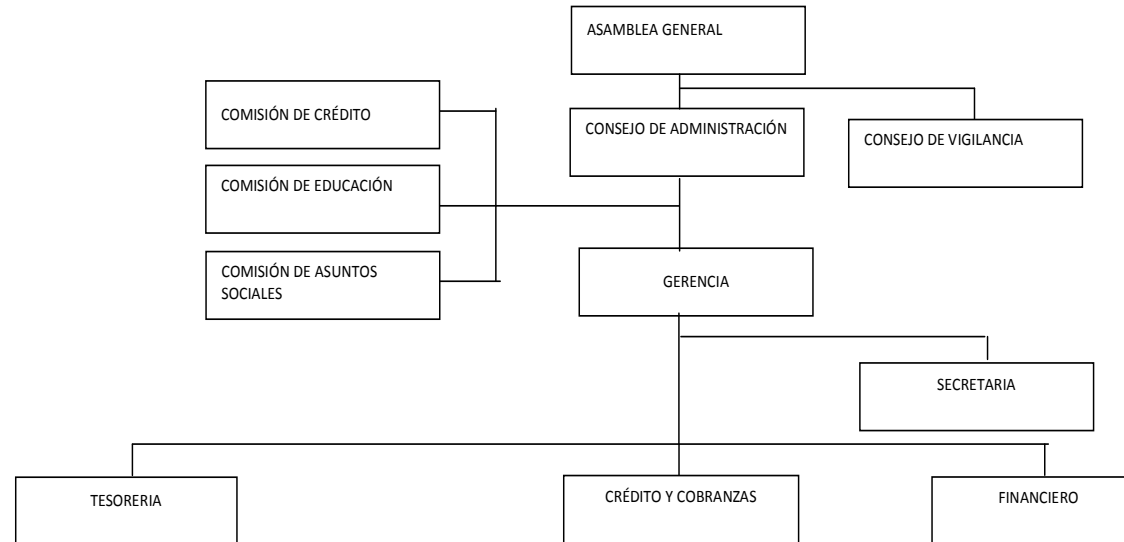 ASAMBLEA GENERAL
COMISIÓN DE CRÉDITO
CONSEJO DE ADMINISTRACIÓN
CONSEJO DE VIGILANCIA
COMISIÓN DE EDUCACIÓN
COMISIÓN DE ASUNTOS
SOCIALES
GERENCIA
SECRETARIA
TESORERIA
CRÉDITO Y COBRANZAS
FINANCIERO